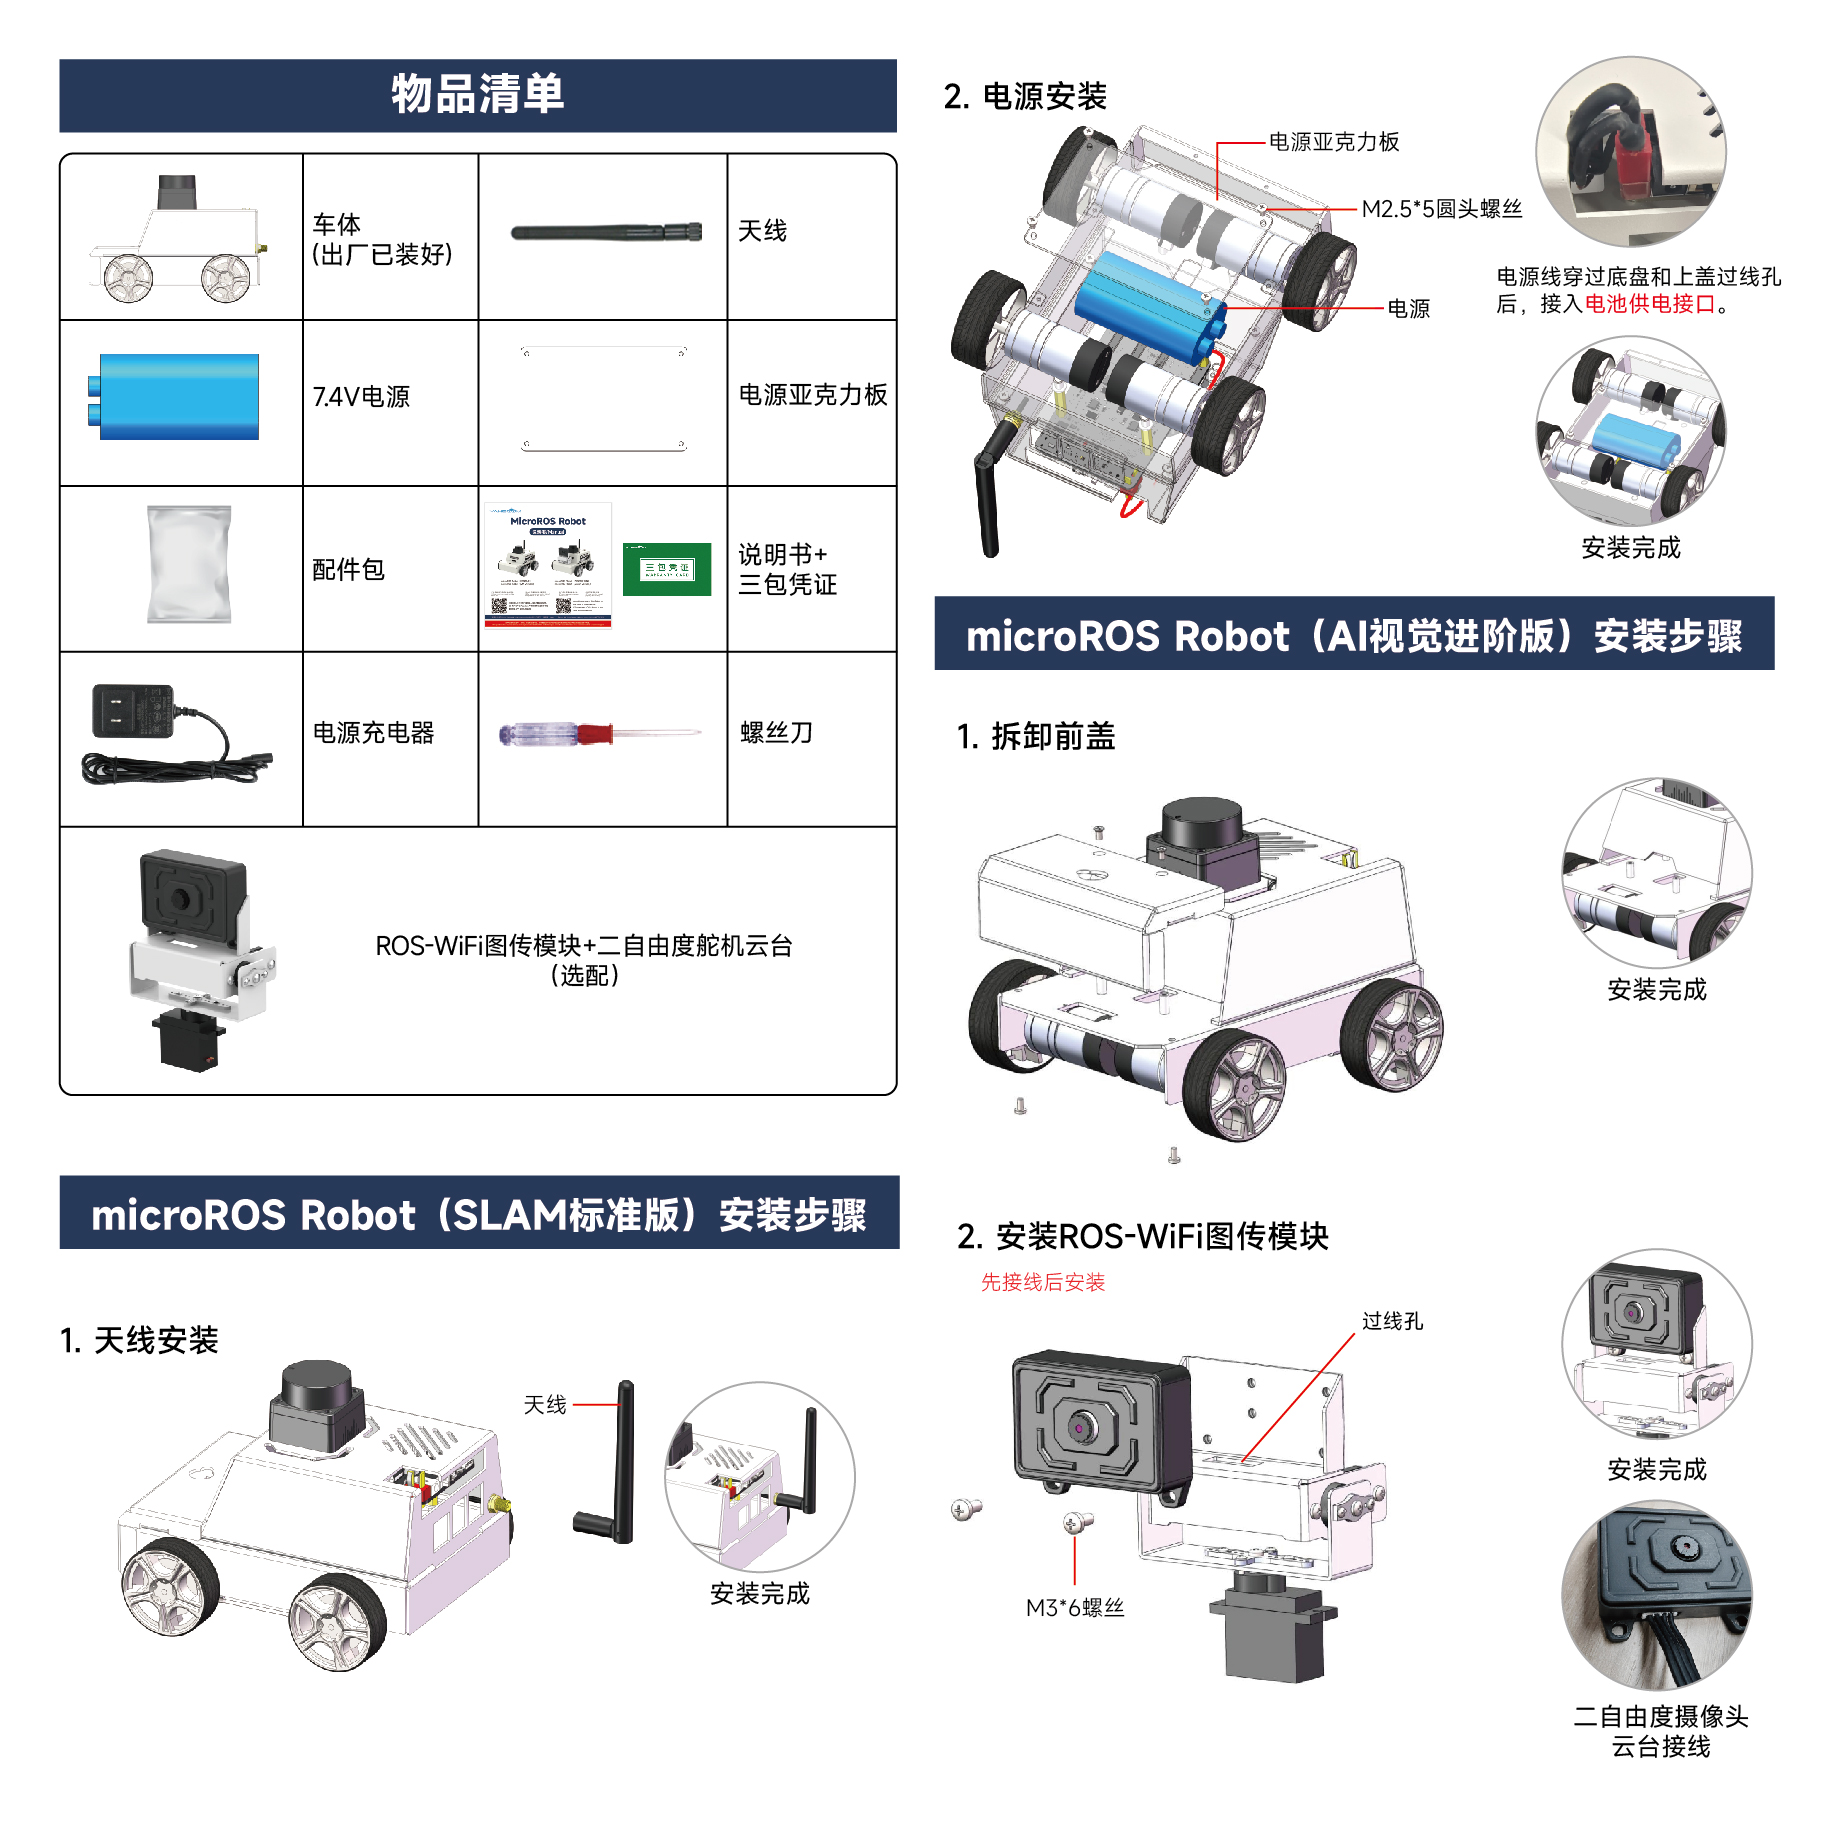 物品清单
车体
(出厂已装好)
天线
7.4V电源
电源亚克力板
配件包
MicroROS Robot
三包凭证
WARRANTY CARD
说明书+
三包凭证
电源充电器
螺丝刀
ROS-WiFi图传模块+二自由度舵机云台
（选配）
microROS Robot（SLAM标准版）安装步骤
1. 天线安装
天线
安装完成
2. 电源安装
电源亚克力板
M2.5*5圆头螺丝
电源
电源线穿过底盘和上盖过线孔
后，接入电池供电接口。
安装完成
microROS Robot（AI视觉进阶版）安装步骤
1. 拆卸前盖
安装完成
2. 安装ROS-WiFi图传模块
先接线后安装
过线孔
M3*6螺丝
安装完成
二自由度摄像头
云台接线